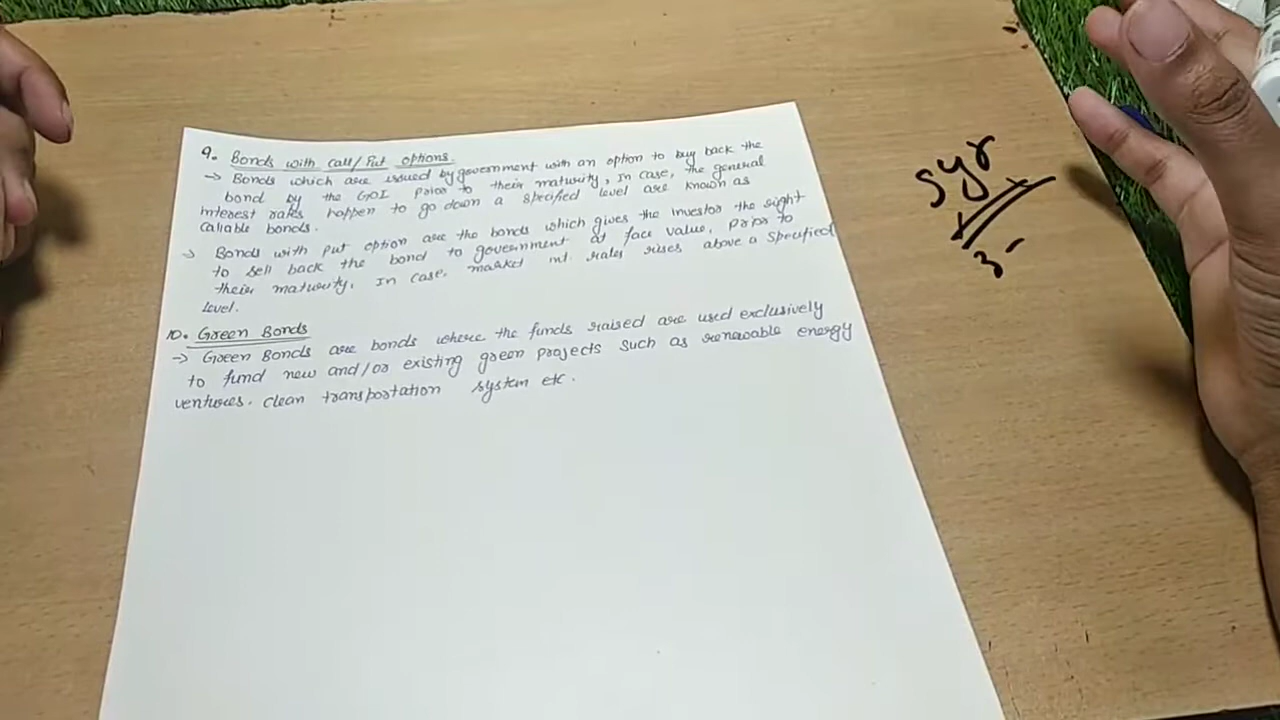 9. Bonds with call/Put options.
→ Bonds which are issued by government with an option to buy back the
bond by the GOI prior to their maturity, In case, the general
interest rates happen to go down a specified level are known as
Callable bonds.
→ Bonds with put option are the bonds which gives the investor the right
to sell back the bond to government at face value, prior to
their maturity, In case. market int. rates rises above a specified
level.
10. Green Bonds
→ Green Bonds are bonds where the funds raised are used exclusively
to fund new and/or existing green projects such as renewable energy
ventures. clean transportation system etc.
5yr